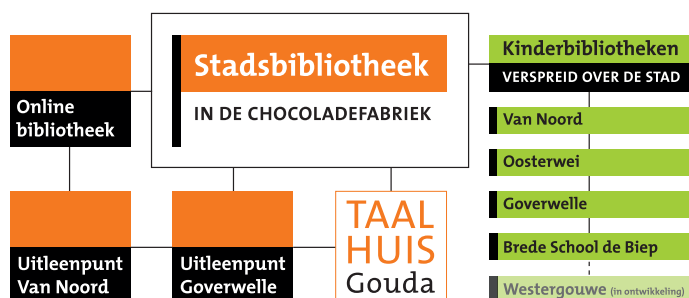 Stadsbibliotheek
IN DE CHOCOLADEFABRIEK
Online
bibliotheek
Uitleenpunt
Van Noord
Uitleenpunt
Goverwelle
TAAL
HUIS
Gouda
Kinderbibliotheken
VERSPREID OVER DE STAD
Van Noord
Oosterwei
Goverwelle
Brede School de Biep
Westergouwe (in ontwikkeling)